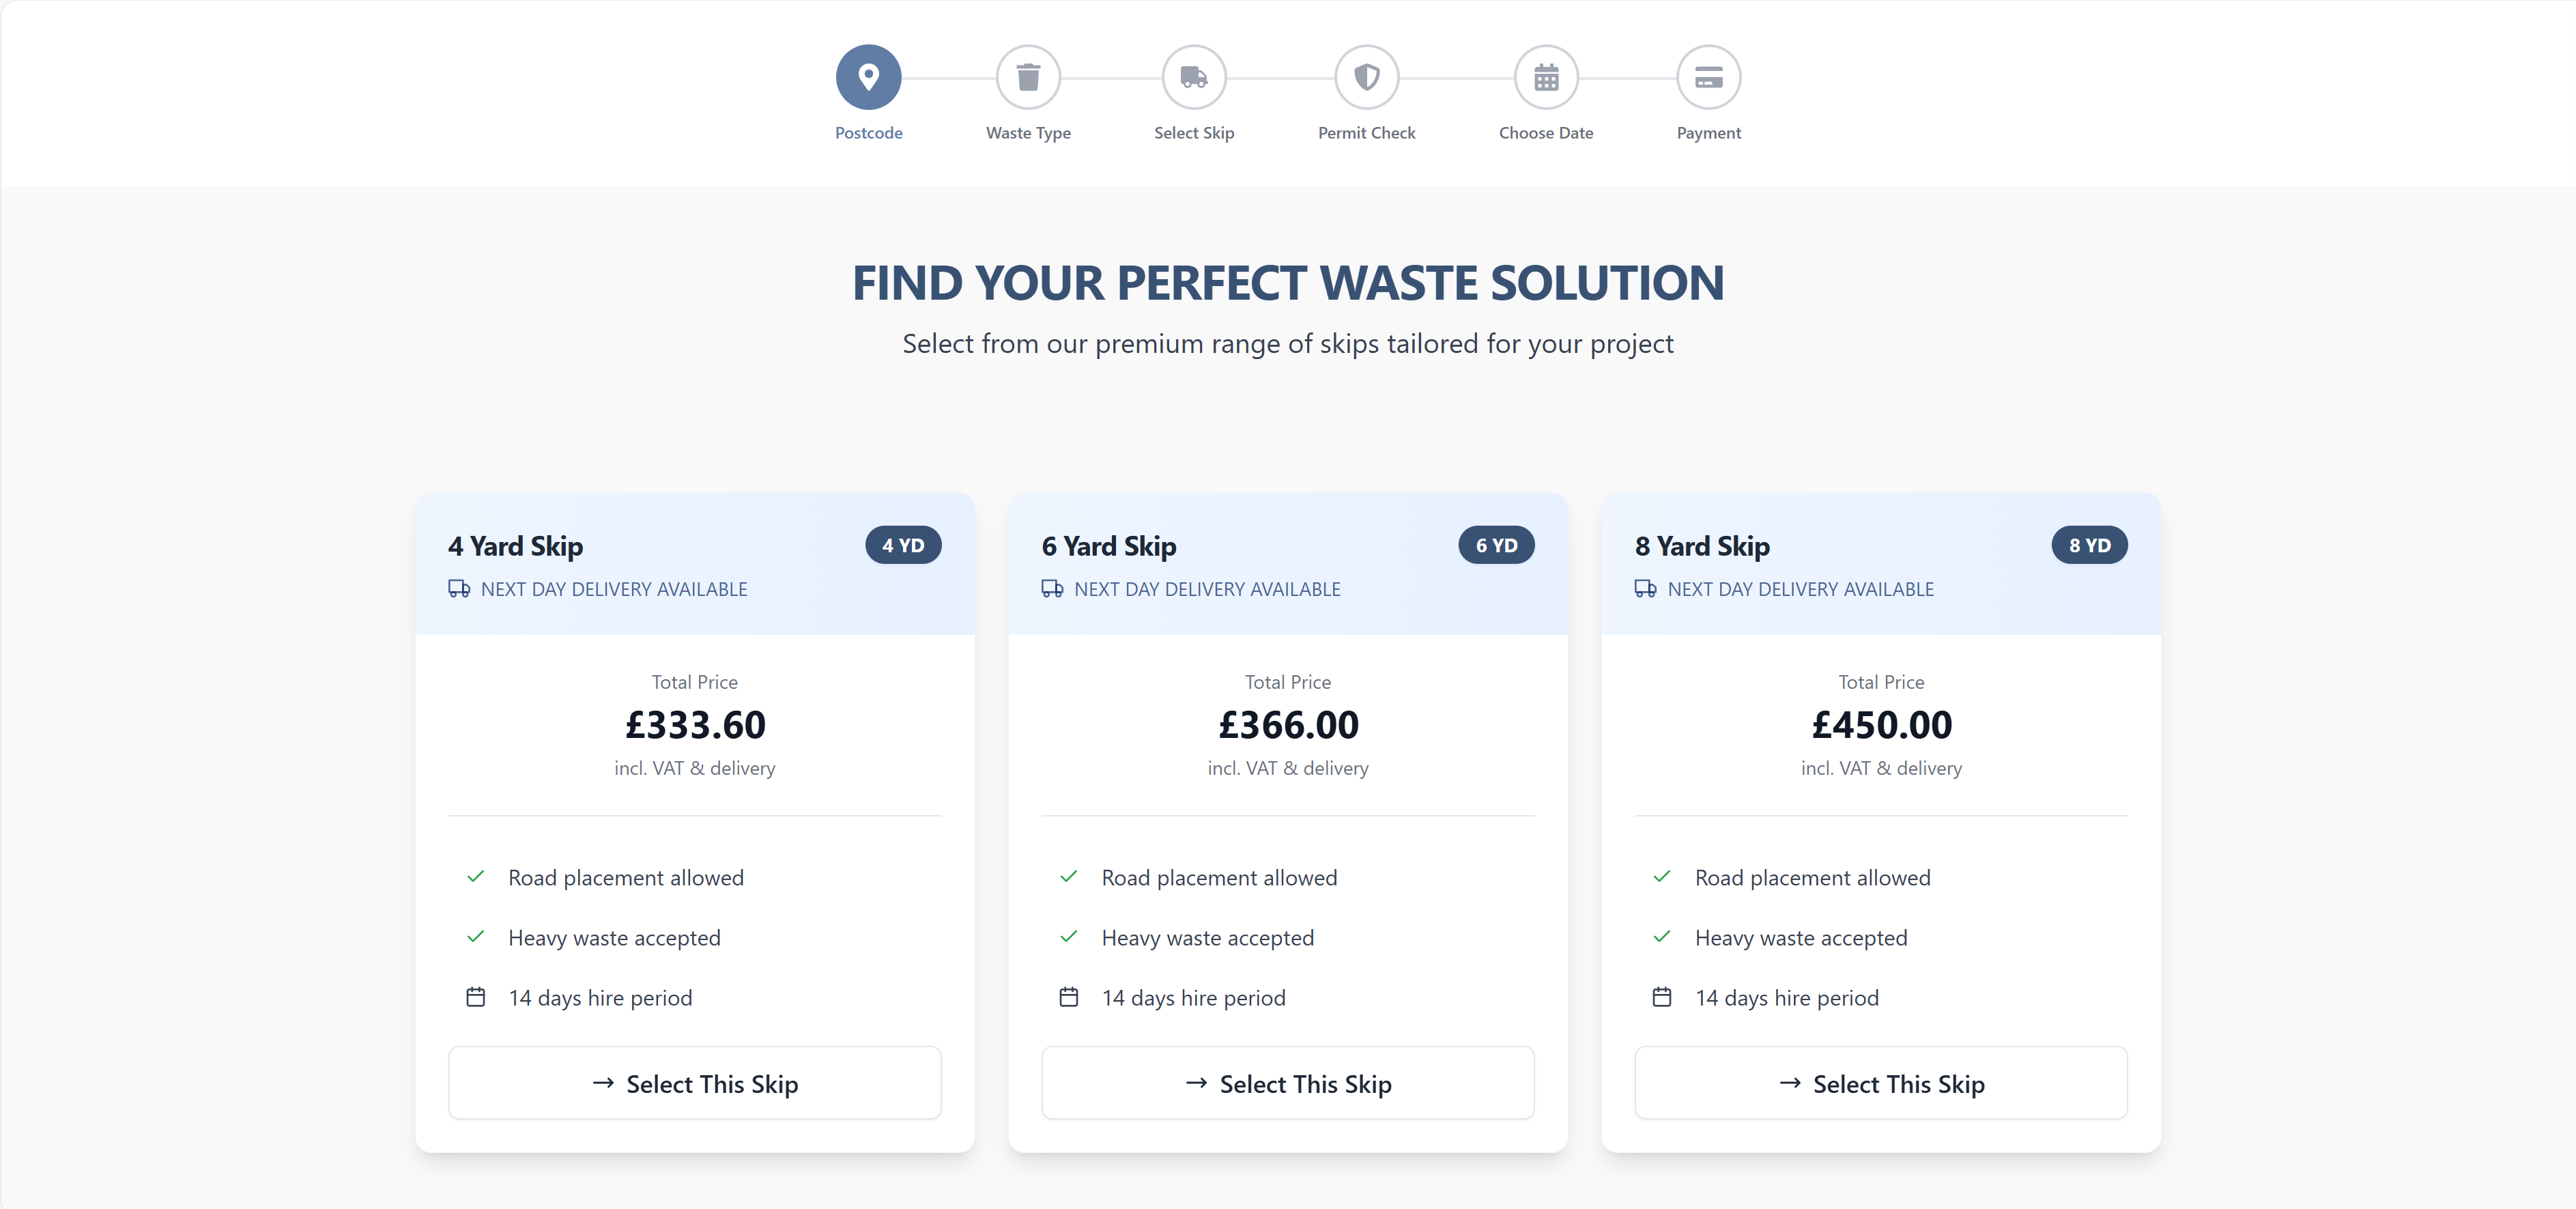 Postcode
Waste Type
Select Skip
Permit Check
Choose Date
Payment
FIND YOUR PERFECT WASTE SOLUTION
Select from our premium range of skips tailored for your project
4 Yard Skip
4 YD
NEXT DAY DELIVERY AVAILABLE
Total Price
£333.60
incl. VAT & delivery
Road placement allowed
Heavy waste accepted
14 days hire period
→ Select This Skip
6 Yard Skip
6 YD
NEXT DAY DELIVERY AVAILABLE
Total Price
£366.00
incl. VAT & delivery
Road placement allowed
Heavy waste accepted
14 days hire period
→ Select This Skip
8 Yard Skip
8 YD
NEXT DAY DELIVERY AVAILABLE
Total Price
£450.00
incl. VAT & delivery
Road placement allowed
Heavy waste accepted
14 days hire period
→ Select This Skip